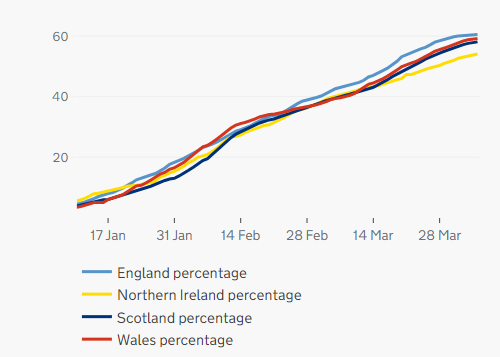 60
40
20
17 Jan 31 Jan 14 Feb 28 Feb 14 Mar 28 Mar
England percentage
Northern Ireland percentage
Scotland percentage
Wales percentage